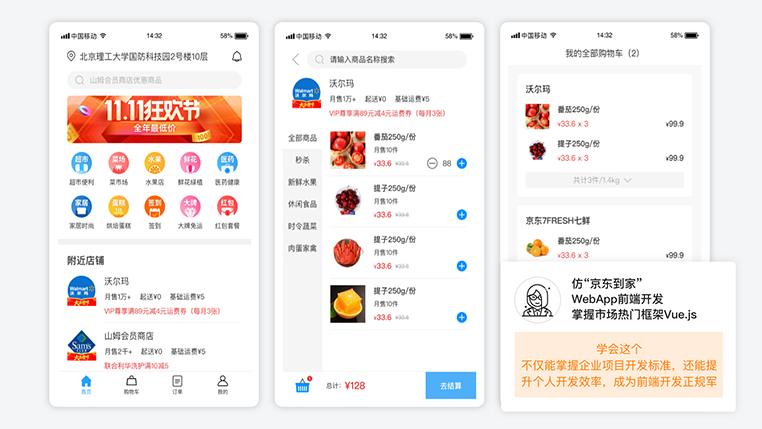 中国移动 14:32 58%
北京理工大学国防科技园2号楼10层
山姆会员商店优惠商品
11.11狂欢节
全年最低价
超市 菜场 水果 鲜花 医药
超市便利 菜市场 水果店 鲜花绿植 医药健康
家居 蛋糕 签到 大牌 红包
家居时尚 烘培蛋糕 签到 大牌免运 红包套餐
附近店铺
Walmart
沃尔玛
沃尔玛
月售1万+ 起送¥0 基础运费¥5
VIP尊享满89元减4元运费券（每月3张）
Sam's
山姆会员商店
月售2千+ 起送¥0 基础运费¥5
联合利华洗护满10减5
首页 购物车 订单 我的
中国移动 14:32 58%
请输入商品名称搜索
Walmart
沃尔玛
沃尔玛
月售1万+ 起送¥0 基础运费¥5
VIP尊享满89元减4元运费券（每月3张）
全部商品
秒杀
新鲜水果
休闲食品
时令蔬菜
肉蛋家禽
番茄250g/份
月售10件
¥33.6 ¥33.6 88
提子250g/份
月售10件
¥33.6 ¥33.6
提子250g/份
月售10件
¥33.6 ¥33.6
提子250g/份
月售10件
¥33.6 ¥33.6
1
总计： ¥128
去结算
中国移动 14:32 58%
我的全部购物车（2）
沃尔玛
番茄250g/份
¥33.6 x 3 ¥99.9
提子250g/份
¥33.6 x 3 ¥99.9
共计3件/1.4kg
京东7FRESH七鲜
番茄250g/份
¥33.6 x 3 ¥99.9
仿“京东到家”
WebApp前端开发
掌握市场热门框架Vue.js
学会这个
不仅能掌握企业项目开发标准，还能提
升个人开发效率，成为前端开发正规军